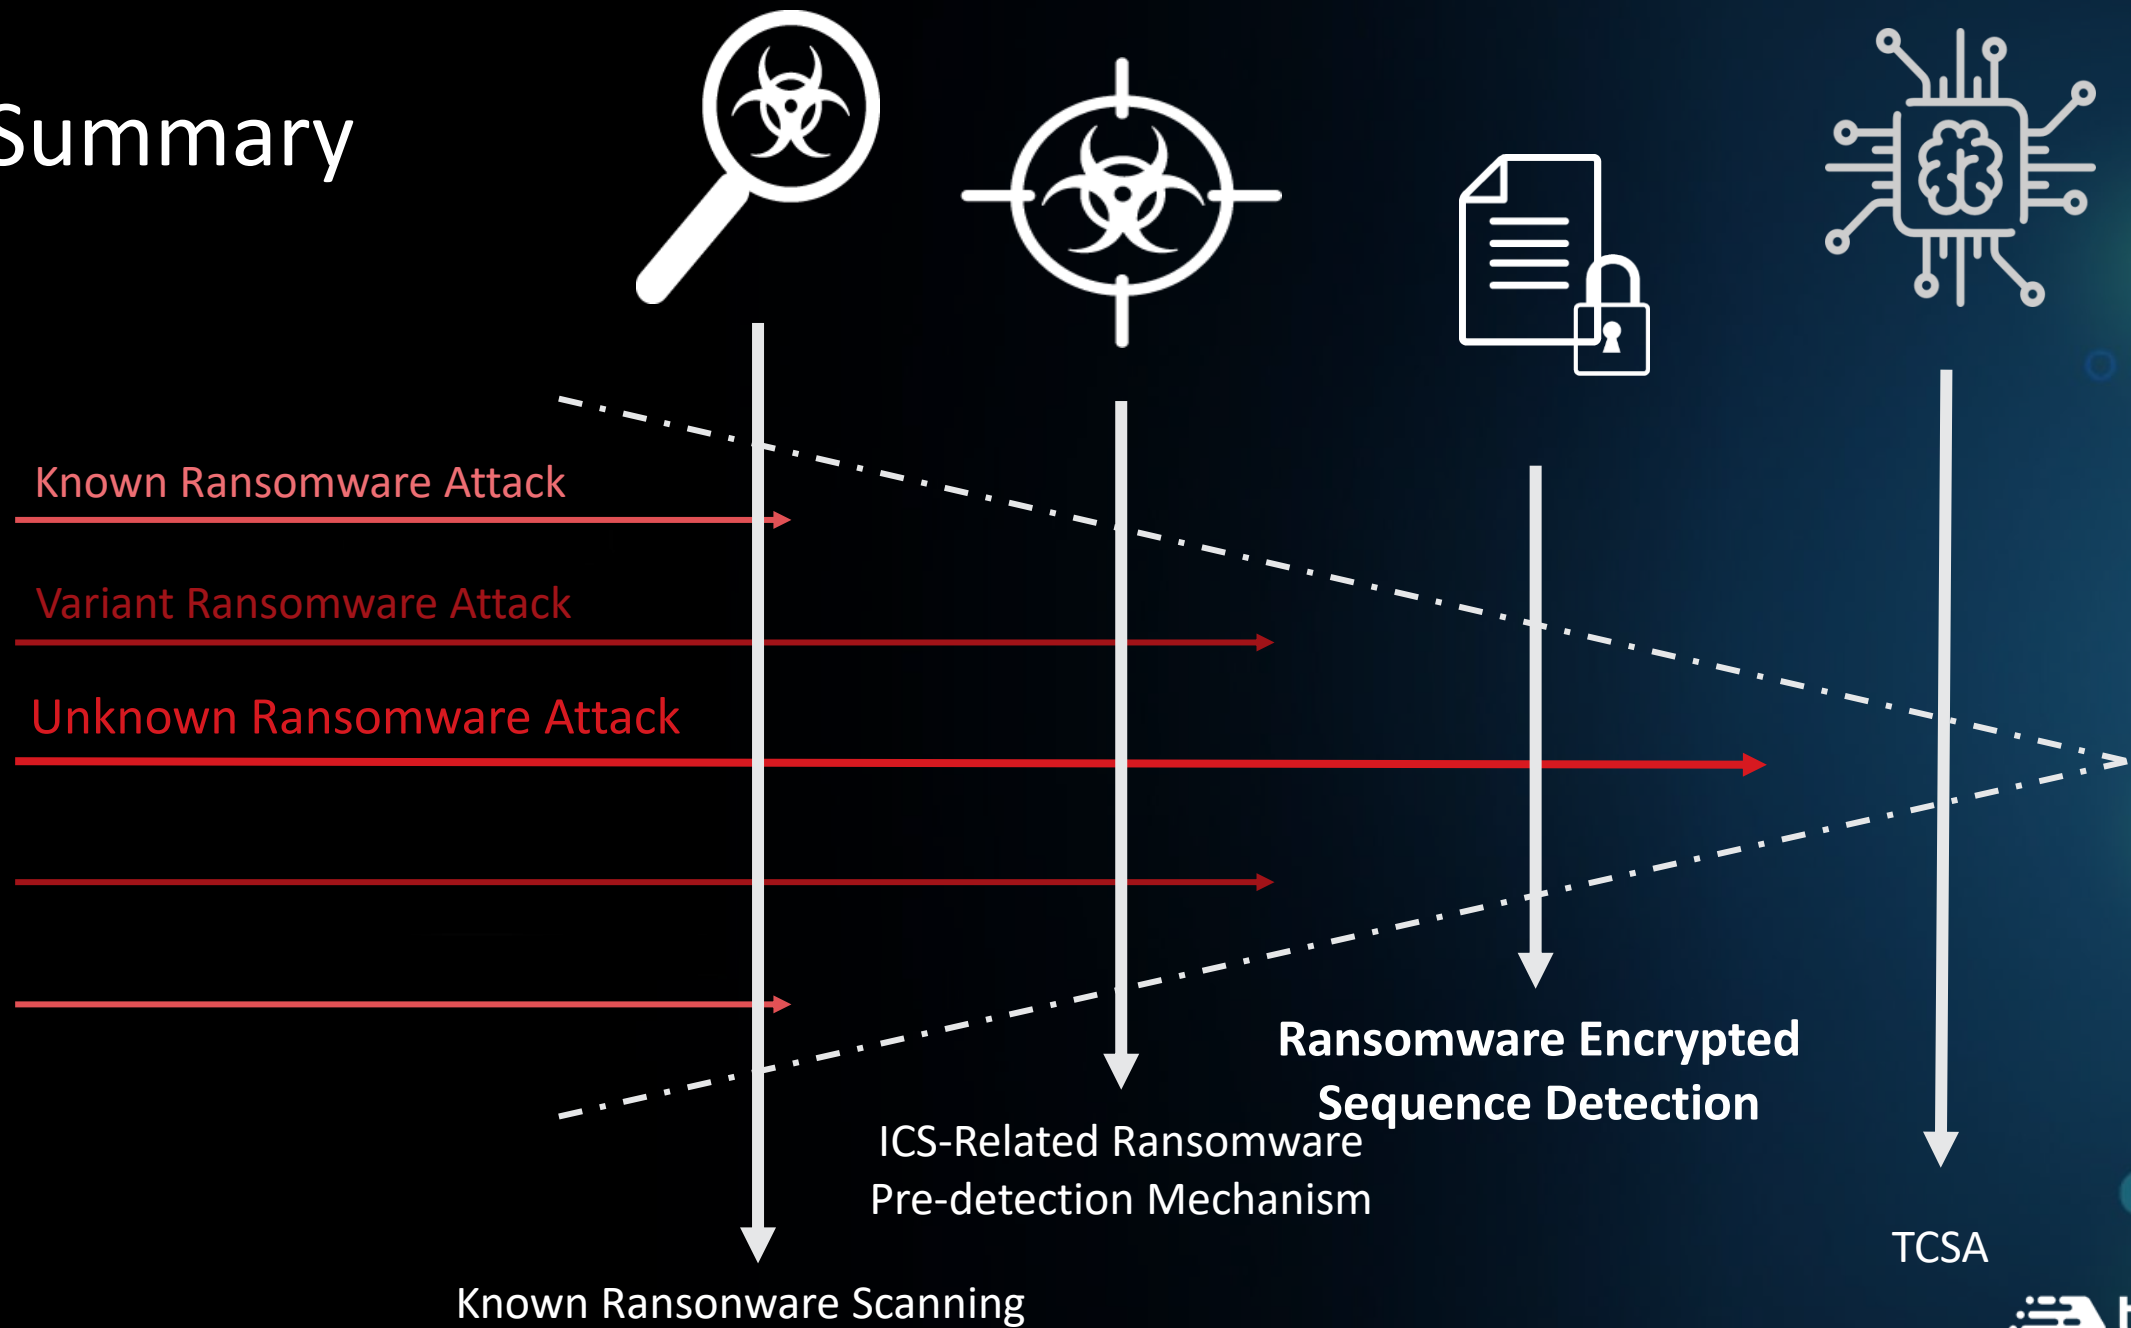 Summary
Known Ransomware Attack
Variant Ransomware Attack
Unknown Ransomware Attack
Ransomware Encrypted
Sequence Detection
ICS-Related Ransomware
Pre-detection Mechanism
TCSA
Known Ransonware Scanning